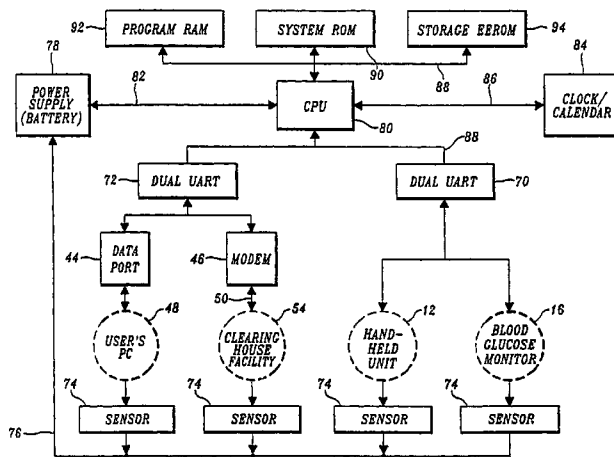 92
PROGRAM RAM
SYSTEM ROM
STORAGE EEROM
94
78
90
88
84
POWER
SUPPLY
(BATTERY)
82
CPU
86
CLOCK/
CALENDAR
80
88
72
DUAL UART
DUAL UART
70
44
DATA
PORT
46
MODEM
50
48
54
12
16
USER'S
PC
CLEARING
HOUSE
FACILITY
HAND-
HELD
UNIT
BLOOD
GLUCOSE
MONITOR
74
74
74
74
SENSOR
SENSOR
SENSOR
SENSOR
76